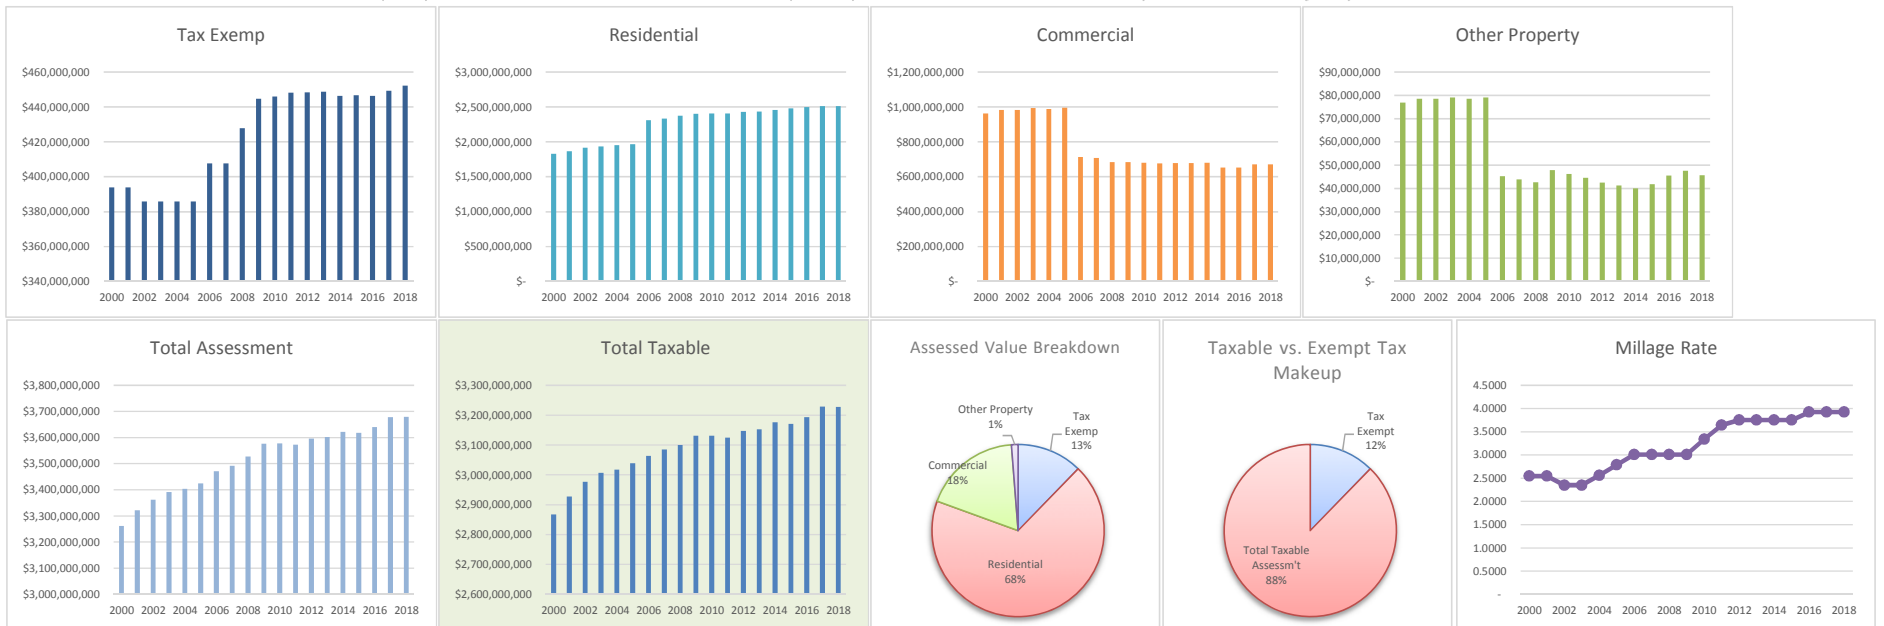 Tax Exemp
$460,000,000
$440,000,000
$420,000,000
$400,000,000
$380,000,000
$360,000,000
$340,000,000
2000 2002 2004 2006 2008 2010 2012 2014 2016 2018
Residential
$3,000,000,000
$2,500,000,000
$2,000,000,000
$1,500,000,000
$1,000,000,000
$500,000,000
$-
2000 2002 2004 2006 2008 2010 2012 2014 2016 2018
Commercial
$1,200,000,000
$1,000,000,000
$800,000,000
$600,000,000
$400,000,000
$200,000,000
$-
2000 2002 2004 2006 2008 2010 2012 2014 2016 2018
Other Property
$90,000,000
$80,000,000
$70,000,000
$60,000,000
$50,000,000
$40,000,000
$30,000,000
$20,000,000
$10,000,000
$-
2000 2002 2004 2006 2008 2010 2012 2014 2016 2018
Total Assessment
$3,800,000,000
$3,700,000,000
$3,600,000,000
$3,500,000,000
$3,400,000,000
$3,300,000,000
$3,200,000,000
$3,100,000,000
$3,000,000,000
2000 2002 2004 2006 2008 2010 2012 2014 2016 2018
Total Taxable
$3,300,000,000
$3,200,000,000
$3,100,000,000
$3,000,000,000
$2,900,000,000
$2,800,000,000
$2,700,000,000
$2,600,000,000
2000 2002 2004 2006 2008 2010 2012 2014 2016 2018
Assessed Value Breakdown
Other Property
1%
Tax
Exemp
13%
Commercial
18%
Residential
68%
Taxable vs. Exempt Tax
Makeup
Tax
Exempt
12%
Total Taxable
Assessm't
88%
Millage Rate
4.5000
4.0000
3.5000
3.0000
2.5000
2.0000
1.5000
1.0000
0.5000
-
2000 2002 2004 2006 2008 2010 2012 2014 2016 2018